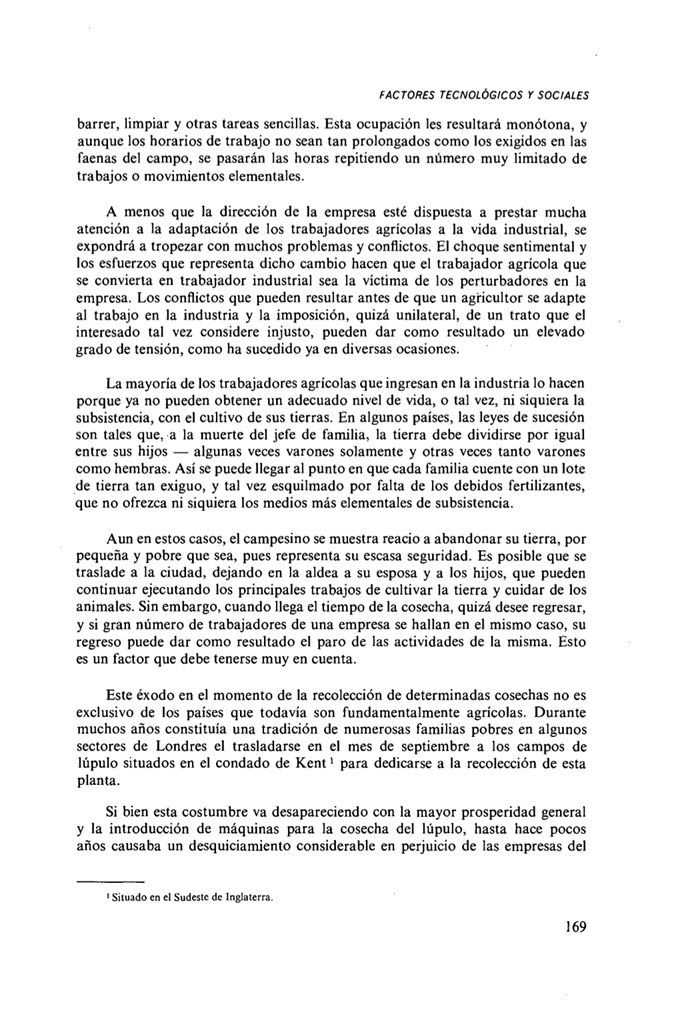 FACTORES TECNOLÓGICOS Y SOCIALES
barrer, limpiar y otras tareas sencillas. Esta ocupación les resultará monótona, y
aunque los horarios de trabajo no sean tan prolongados como los exigidos en las
faenas del campo, se pasarán las horas repitiendo un número muy limitado de
trabajos o movimientos elementales.
A menos que la dirección de la empresa esté dispuesta a prestar mucha
atención a la adaptación de los trabajadores agrícolas a la vida industrial, se
expondrá a tropezar con muchos problemas y conflictos. El choque sentimental y
los esfuerzos que representa dicho cambio hacen que el trabajador agrícola que
se convierta en trabajador industrial sea la víctima de los perturbadores en la
empresa. Los conflictos que pueden resultar antes de que un agricultor se adapte
al trabajo en la industria y la imposición, quizá unilateral, de un trato que el
interesado tal vez considere injusto, pueden dar como resultado un elevado
grado de tensión, como ha sucedido ya en diversas ocasiones.
La mayoría de los trabajadores agrícolas que ingresan en la industria lo hacen
porque ya no pueden obtener un adecuado nivel de vida, o tal vez, ni siquiera la
subsistencia, con el cultivo de sus tierras. En algunos países, las leyes de sucesión
son tales que, a la muerte del jefe de familia, la tierra debe dividirse por igual
entre sus hijos — algunas veces varones solamente y otras veces tanto varones
como hembras. Así se puede llegar al punto en que cada familia cuente con un lote
de tierra tan exiguo, y tal vez esquilmado por falta de los debidos fertilizantes,
que no ofrezca ni siquiera los medios más elementales de subsistencia.
Aun en estos casos, el campesino se muestra reacio a abandonar su tierra, por
pequeña y pobre que sea, pues representa su escasa seguridad. Es posible que se
traslade a la ciudad, dejando en la aldea a su esposa y a los hijos, que pueden
continuar ejecutando los principales trabajos de cultivar la tierra y cuidar de los
animales. Sin embargo, cuando llega el tiempo de la cosecha, quizá desee regresar,
y si gran número de trabajadores de una empresa se hallan en el mismo caso, su
regreso puede dar como resultado el paro de las actividades de la misma. Esto
es un factor que debe tenerse muy en cuenta.
Este éxodo en el momento de la recolección de determinadas cosechas no es
exclusivo de los países que todavía son fundamentalmente agrícolas. Durante
muchos años constituía una tradición de numerosas familias pobres en algunos
sectores de Londres el trasladarse en el mes de septiembre a los campos de
lúpulo situados en el condado de Kent ¹ para dedicarse a la recolección de esta
planta.
Si bien esta costumbre va desapareciendo con la mayor prosperidad general
y la introducción de máquinas para la cosecha del lúpulo, hasta hace pocos
años causaba un desquiciamiento considerable en perjuicio de las empresas del
¹ Situado en el Sudeste de Inglaterra.
169